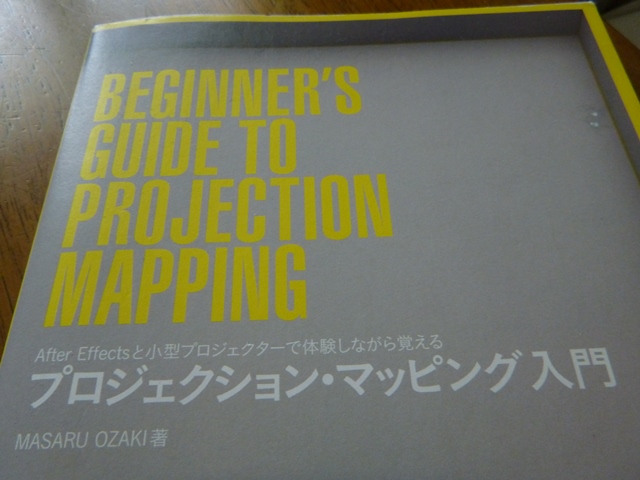 BEGINNER'S
GUIDE TO
PROJECTION
MAPPING
After Effectsと小型プロジェクターで体験しながら覚える
プロジェクション・マッピング入門
MASARU OZAKI 著